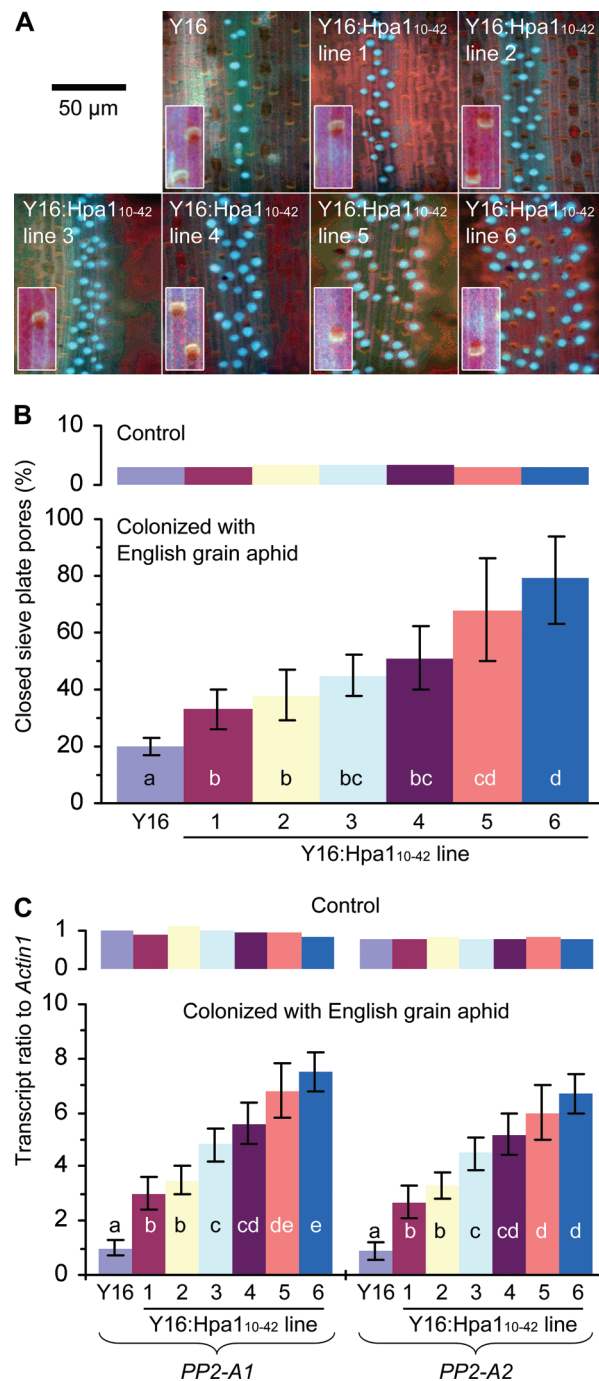 A
Y16
Y16:Hpa1₁₀₋₄₂
line 1
Y16:Hpa1₁₀₋₄₂
line 2
50 µm
Y16:Hpa1₁₀₋₄₂
line 3
Y16:Hpa1₁₀₋₄₂
line 4
Y16:Hpa1₁₀₋₄₂
line 5
Y16:Hpa1₁₀₋₄₂
line 6
B
Closed sieve plate pores (%)
10
0
Control
100
80
60
40
20
0
Colonized with
English grain aphid
a b b bc bc cd d
Y16 1 2 3 4 5 6
Y16:Hpa1₁₀₋₄₂ line
C
Transcript ratio to Actin1
Control
1
0
Colonized with English grain aphid
10
8
6
4
2
0
a b b c cd de e a b b c cd d d
Y16 1 2 3 4 5 6 Y16 1 2 3 4 5 6
Y16:Hpa1₁₀₋₄₂ line Y16:Hpa1₁₀₋₄₂ line
PP2-A1 PP2-A2